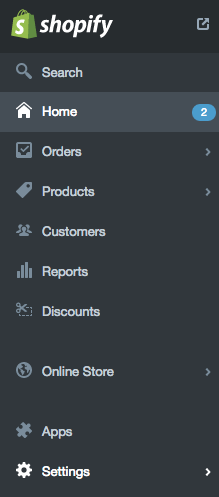 shopify
Search
Home 2
Orders
Products
Customers
Reports
Discounts
Online Store
Apps
Settings